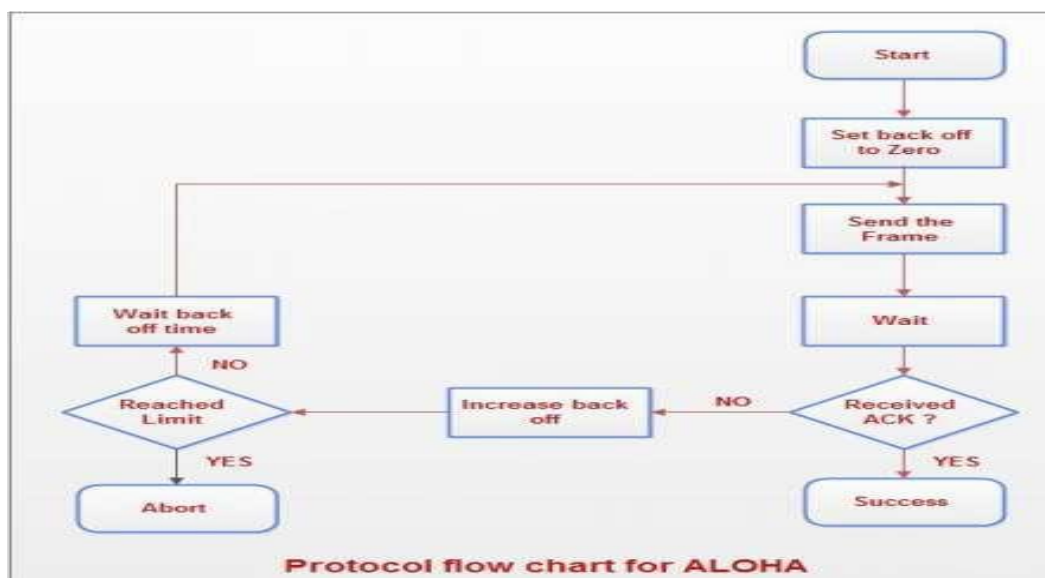 Start
Set back off
to Zero
Send the
Frame
Wait
Received
ACK ?
YES
Success
NO
Increase back
off
Reached
Limit
NO
Wait back
off time
YES
Abort
Protocol flow chart for ALOHA